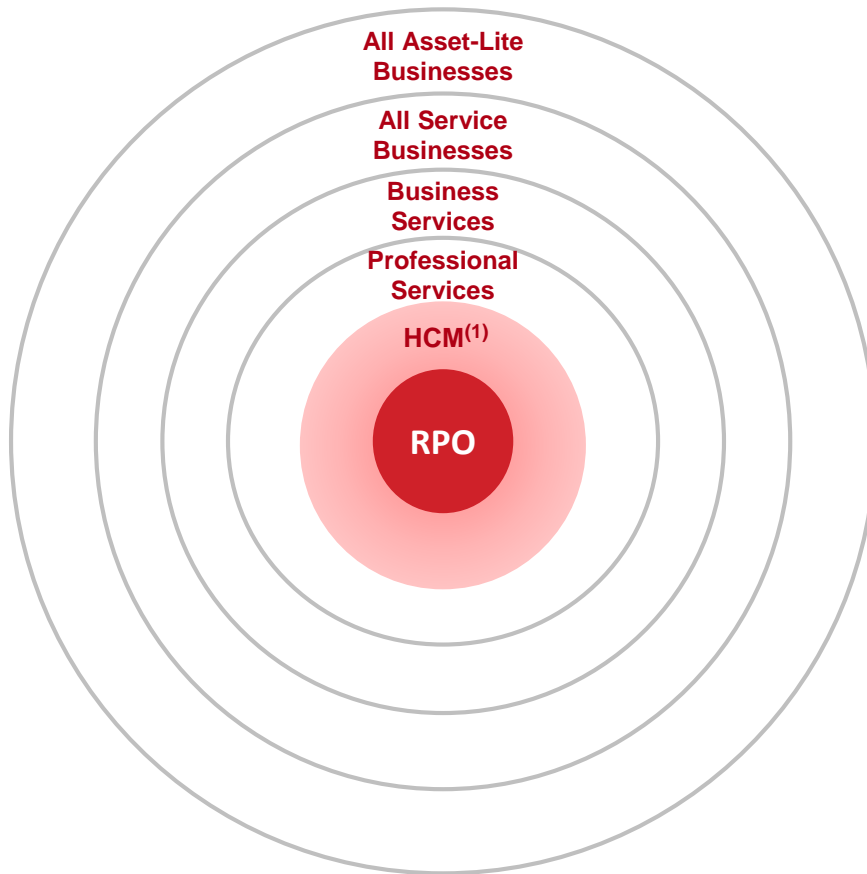 All Asset-Lite
Businesses
All Service
Businesses
Business
Services
Professional
Services
HCM(1)
RPO